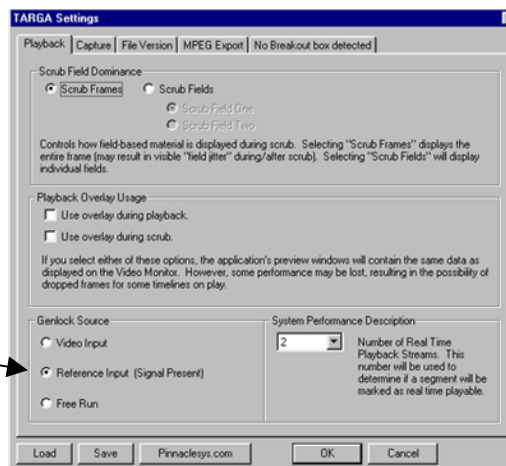 TARGA Settings
Playback Capture File Version MPEG Export No Breakout box detected
Scrub Field Dominance
Scrub Frames Scrub Fields
Scrub Field One
Scrub Field Two
Controls how field-based material is displayed during scrub. Selecting "Scrub Frames" displays the
entire frame (may result in visible "field jitter" during/after scrub). Selecting "Scrub Fields" will display
individual fields.
Playback Overlay Usage
Use overlay during playback.
Use overlay during scrub.
If you select either of these options, the application's preview windows will contain the same data as
displayed on the Video Monitor. However, some performance may be lost, resulting in the possibility of
dropped frames for some timelines on play.
Genlock Source
Video Input
Reference Input (Signal Present)
Free Run
System Performance Description
2
Number of Real Time
Playback Streams. This
number will be used to
determine if a segment will be
marked as real time playable.
Load Save Pinnaclesys.com OK Cancel